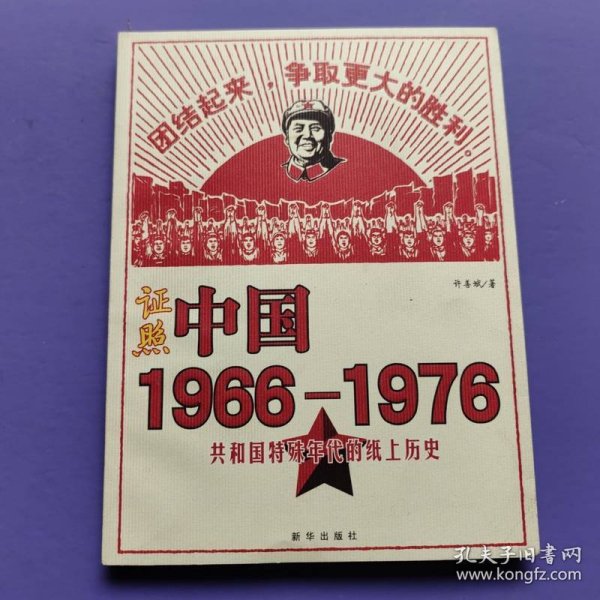 团结起来，争取更大的胜利。
许善斌/著
证照
中国
1966-1976
共和国特殊年代的纸上历史
新华出版社
孔夫子旧书网
www.kongfz.com